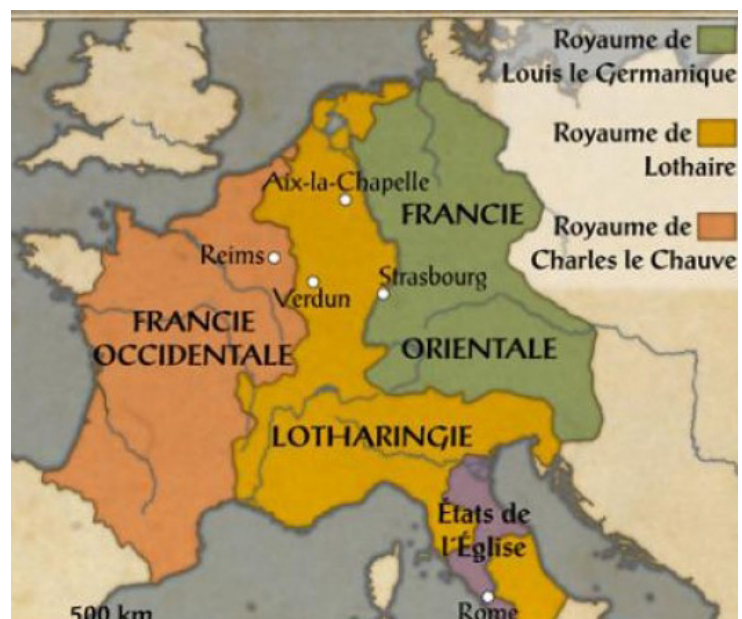 Royaume de
Louis le Germanique
Royaume de
Lothaire
Royaume de
Charles le Chauve
Aix-la-Chapelle
FRANCIE
Reims
Strasbourg
Verdun
FRANCIE
OCCIDENTALE
ORIENTALE
LOTHARINGIE
États de
l'Église
Rome
500 km